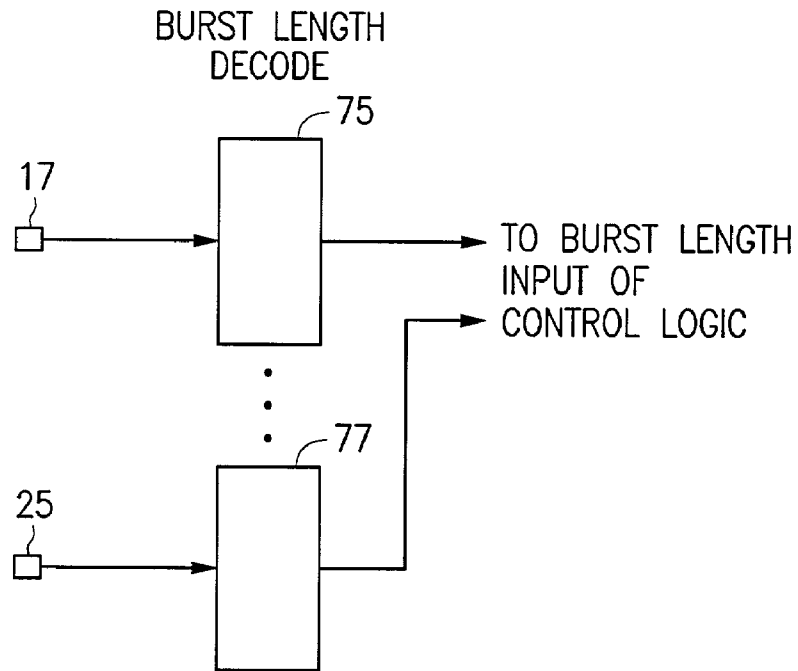 BURST LENGTH
DECODE
75
17
TO BURST LENGTH
INPUT OF
CONTROL LOGIC
77
25